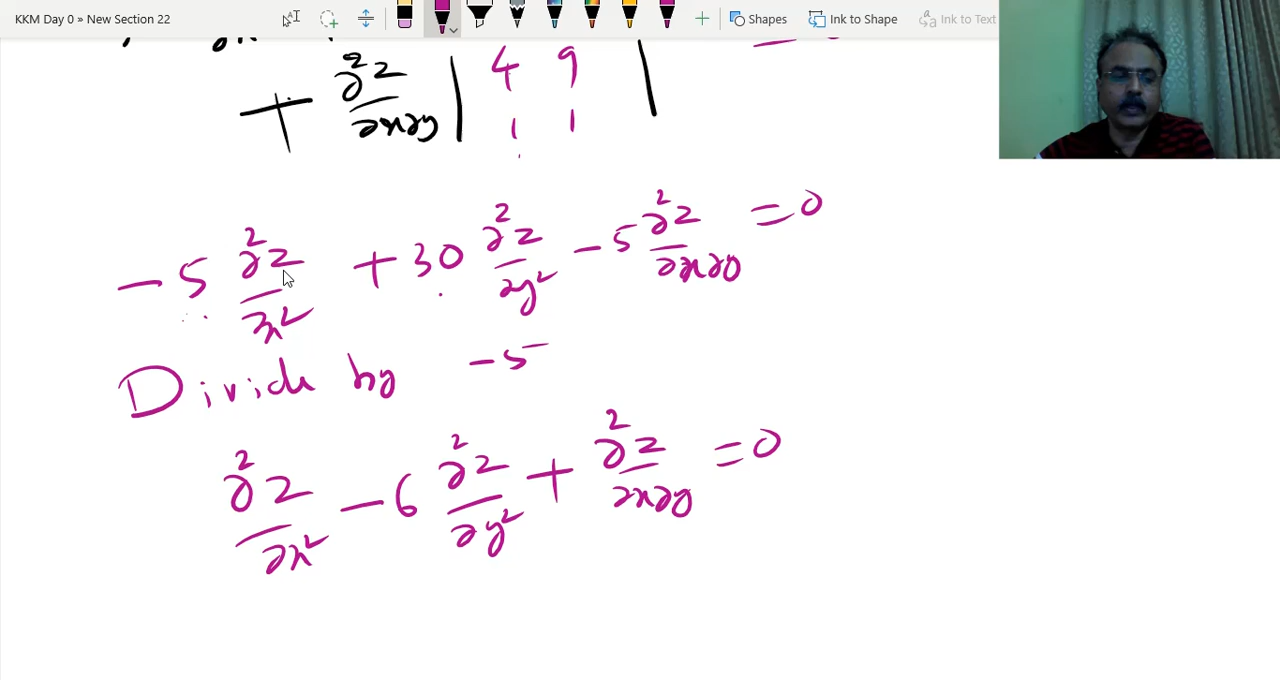 KKM Day 0 » New Section 22
Shapes
Ink to Shape
Ink to Text
+ ∂²z/∂x∂y | 4 9 |
1 1
- 5 ∂²z/∂x² + 30 ∂²z/∂y² - 5 ∂²z/∂x∂y = 0
Divide by -5
∂²z/∂x² - 6 ∂²z/∂y² + ∂²z/∂x∂y = 0